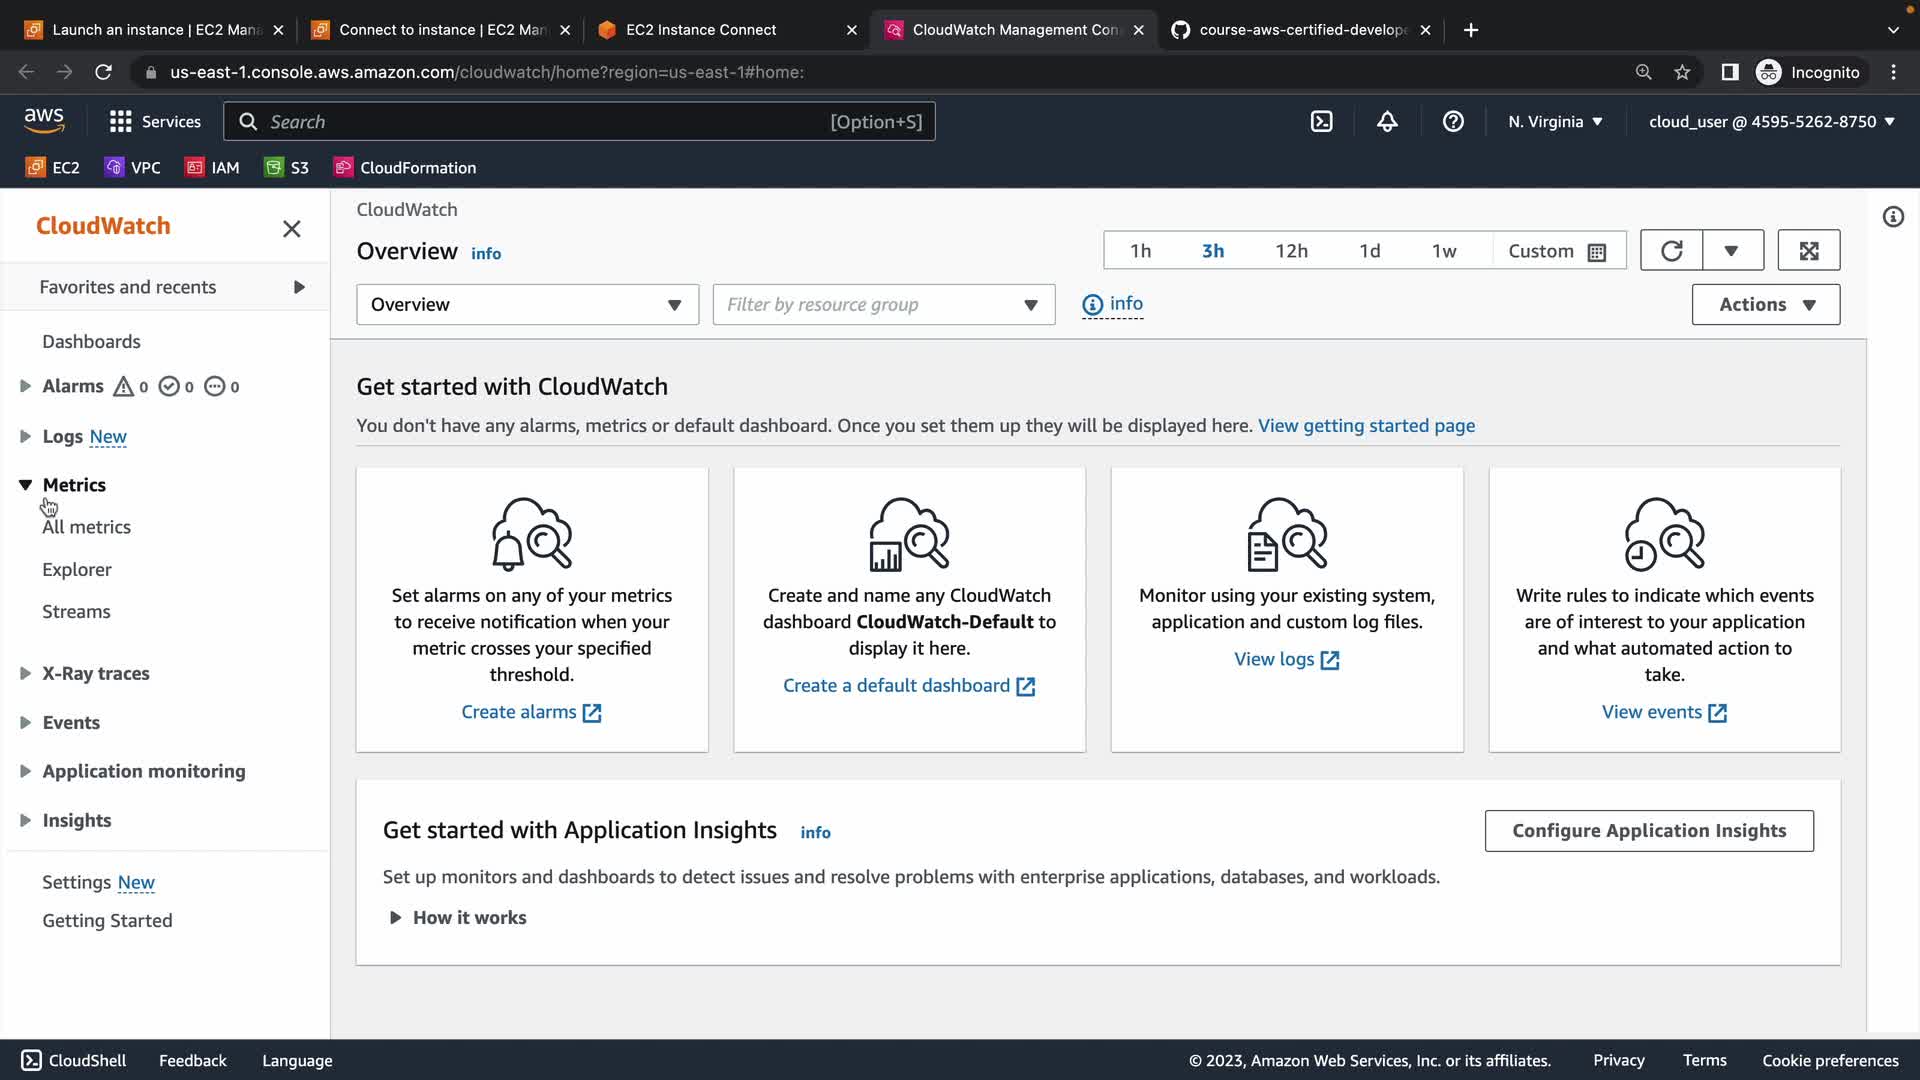 Launch an instance | EC2 Mana
Connect to instance | EC2 Man
EC2 Instance Connect
CloudWatch Management Con
course-aws-certified-develope
us-east-1.console.aws.amazon.com/cloudwatch/home?region=us-east-1#home:
Incognito
aws
Services
Search
[Option+S]
N. Virginia
cloud_user @ 4595-5262-8750
EC2
VPC
IAM
S3
CloudFormation
CloudWatch
Favorites and recents
Dashboards
Alarms 0 0 0
Logs New
Metrics
All metrics
Explorer
Streams
X-Ray traces
Events
Application monitoring
Insights
Settings New
Getting Started
CloudWatch
Overview info
1h 3h 12h 1d 1w Custom
Overview
Filter by resource group
info
Actions
Get started with CloudWatch
You don't have any alarms, metrics or default dashboard. Once you set them up they will be displayed here. View getting started page
Set alarms on any of your metrics
to receive notification when your
metric crosses your specified
threshold.
Create alarms
Create and name any CloudWatch
dashboard CloudWatch-Default to
display it here.
Create a default dashboard
Monitor using your existing system,
application and custom log files.
View logs
Write rules to indicate which events
are of interest to your application
and what automated action to
take.
View events
Get started with Application Insights info
Configure Application Insights
Set up monitors and dashboards to detect issues and resolve problems with enterprise applications, databases, and workloads.
How it works
CloudShell
Feedback
Language
© 2023, Amazon Web Services, Inc. or its affiliates.
Privacy
Terms
Cookie preferences